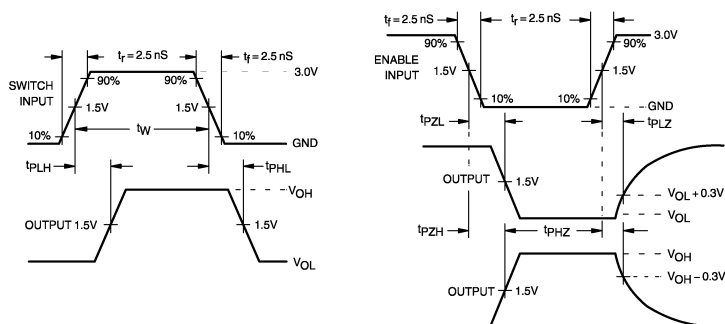 tr = 2.5 nS
tf = 2.5 nS
SWITCH
INPUT
90%
90%
3.0V
1.5V
1.5V
tW
10%
10%
GND
tPLH
tPHL
VOH
OUTPUT 1.5V
1.5V
VOL
tf = 2.5 nS
tr = 2.5 nS
3.0V
90%
90%
ENABLE
INPUT
1.5V
1.5V
10%
10%
GND
tPZL
tPLZ
OUTPUT
1.5V
VOL + 0.3V
VOL
tPZH
tPHZ
VOH
VOH – 0.3V
OUTPUT
1.5V